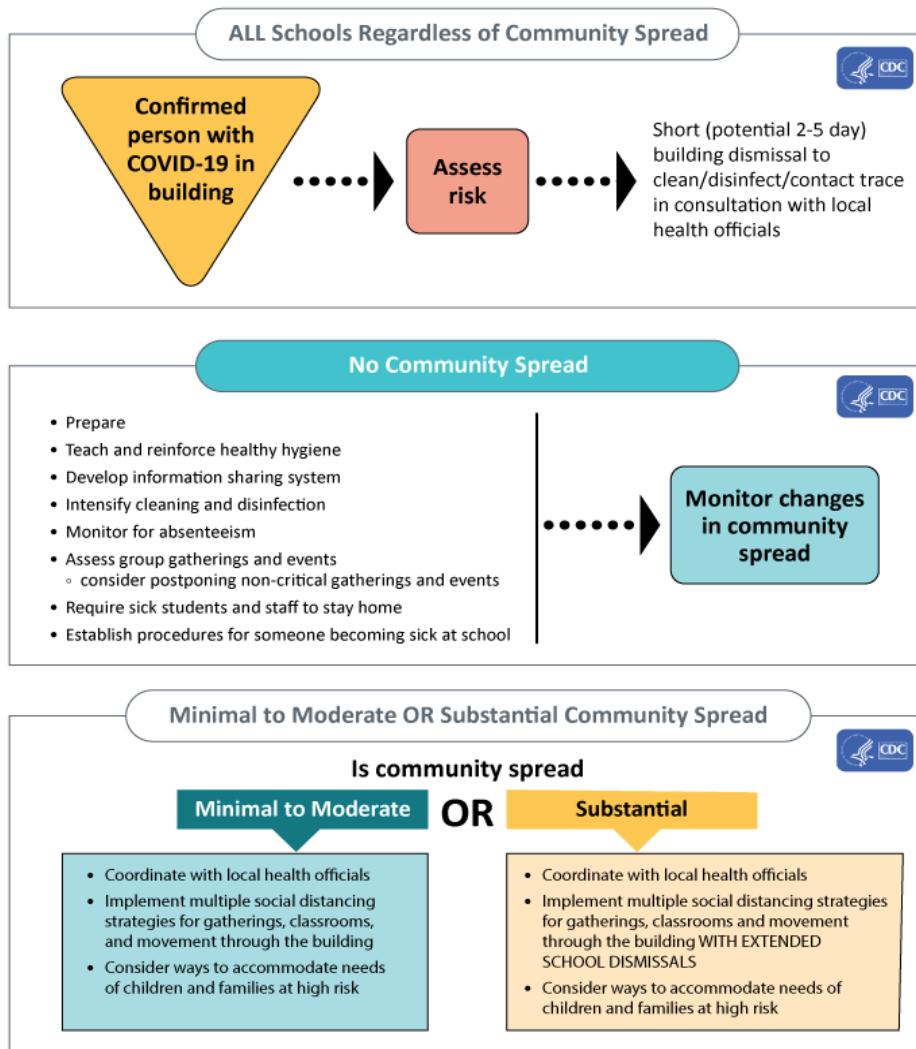 ALL Schools Regardless of Community Spread
CDC
Confirmed
person with
COVID-19 in
building
Assess
risk
Short (potential 2-5 day)
building dismissal to
clean/disinfect/contact trace
in consultation with local
health officials
No Community Spread
CDC
• Prepare
• Teach and reinforce healthy hygiene
• Develop information sharing system
• Intensify cleaning and disinfection
• Monitor for absenteeism
• Assess group gatherings and events
◦ consider postponing non-critical gatherings and events
• Require sick students and staff to stay home
• Establish procedures for someone becoming sick at school
Monitor changes
in community
spread
Minimal to Moderate OR Substantial Community Spread
CDC
Is community spread
Minimal to Moderate
OR
Substantial
• Coordinate with local health officials
• Implement multiple social distancing
strategies for gatherings, classrooms,
and movement through the building
• Consider ways to accommodate needs
of children and families at high risk
• Coordinate with local health officials
• Implement multiple social distancing strategies
for gatherings, classrooms and movement
through the building WITH EXTENDED
SCHOOL DISMISSALS
• Consider ways to accommodate needs of
children and families at high risk